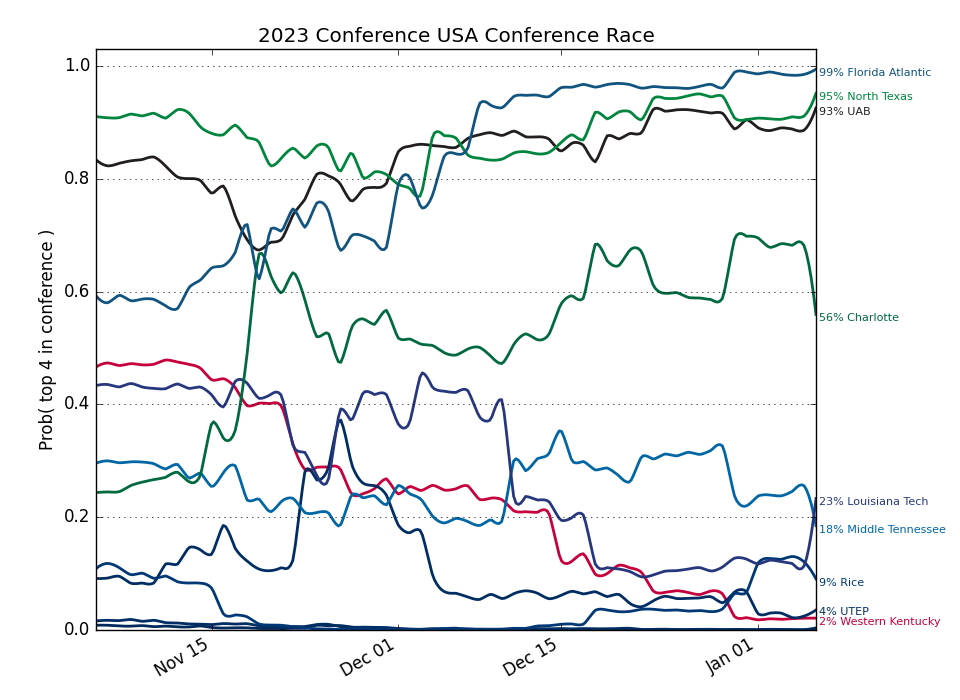 2023 Conference USA Conference Race
Prob( top 4 in conference )
1.0
0.8
0.6
0.4
0.2
0.0
Nov 15
Dec 01
Dec 15
Jan 01
99% Florida Atlantic
95% North Texas
93% UAB
56% Charlotte
23% Louisiana Tech
18% Middle Tennessee
9% Rice
4% UTEP
2% Western Kentucky